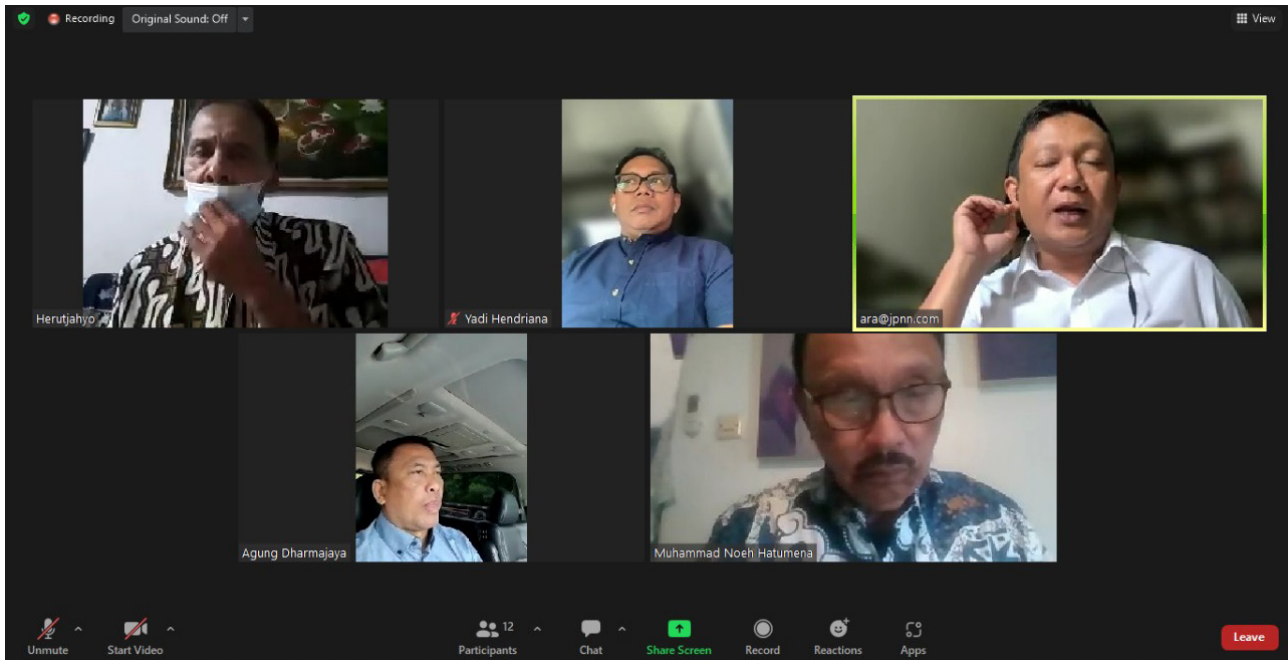 Recording
Original Sound: Off
View
Herutjahyo
Yadi Hendriana
ara@jpnn.com
Agung Dharmajaya
Muhammad Noeh Hatumena
Unmute
Start Video
12
Participants
Chat
Share Screen
Record
Reactions
Apps
Leave